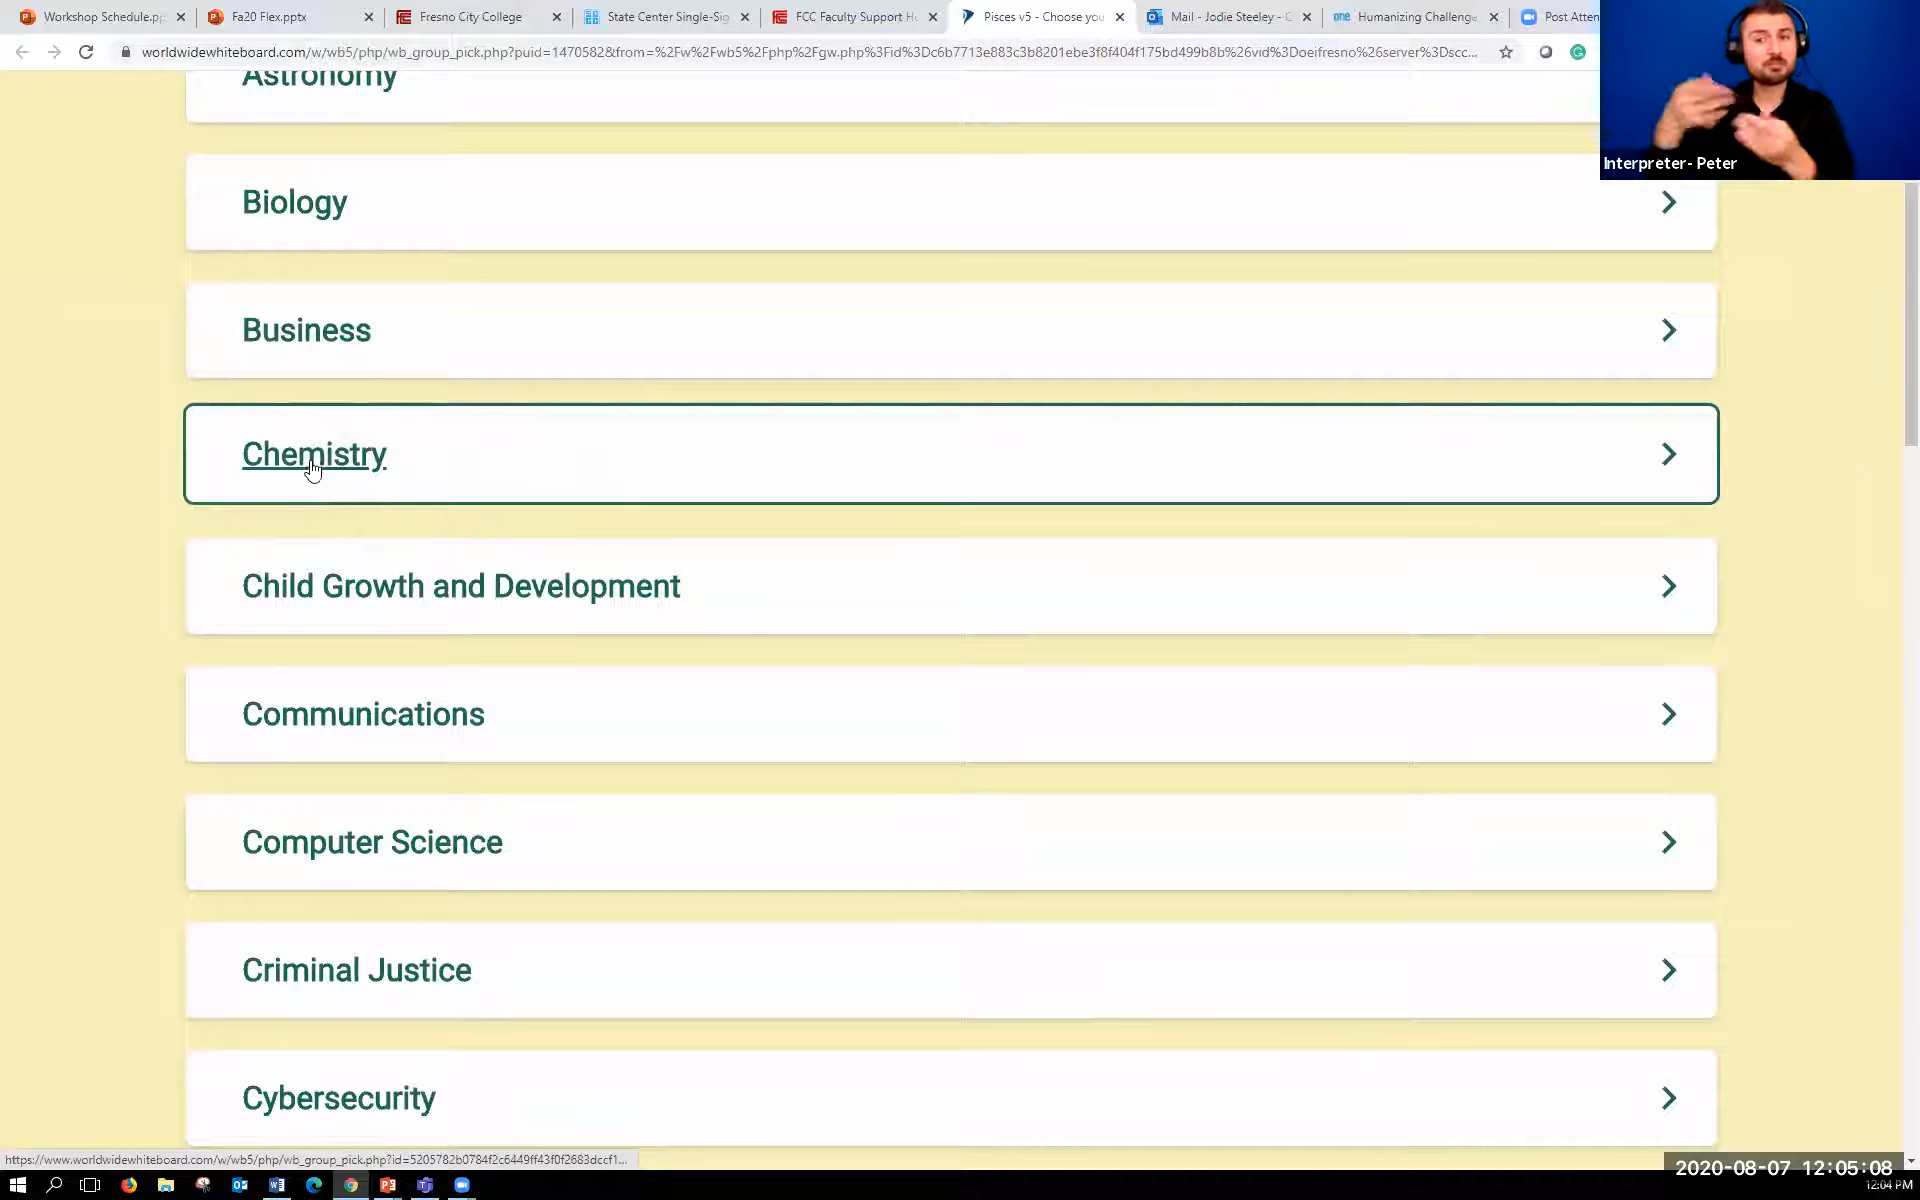 Workshop Schedule.pp
Fa20 Flex.pptx
Fresno City College
State Center Single-Sig
FCC Faculty Support Hu
Pisces v5 - Choose you
Mail - Jodie Steeley - O
one Humanizing Challenge
Post Atten
worldwidewhiteboard.com/w/wb5/php/wb_group_pick.php?puid=1470582&from=%2Fw%2Fwb5%2Fphp%2Fgw.php%3Fid%3Dc6b7713e883c3b8201ebe3f8f404f175bd499b8b%26vid%3Doeifresno%26server%3Dscc...
Interpreter- Peter
Astronomy
Biology
Business
Chemistry
Child Growth and Development
Communications
Computer Science
Criminal Justice
Cybersecurity
https://www.worldwidewhiteboard.com/w/wb5/php/wb_group_pick.php?id=5205782b0784f2c6449ff43f0f2683dccf1...
2020-08-07 12:05:08
12:04 PM